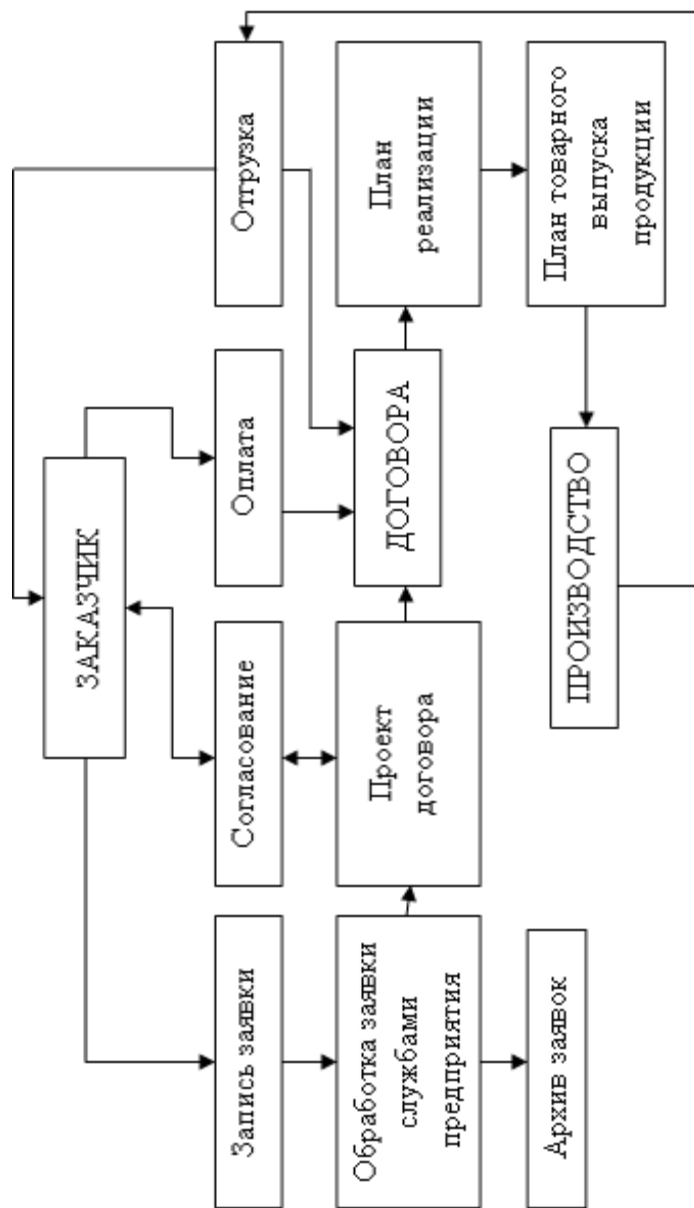 ЗАКАЗЧИК
Запись заявки
Согласование
Оплата
Отгрузка
Обработка заявки
службами
предприятия
Проект
договора
ДОГОВОРА
План
реализации
Архив заявок
ПРОИЗВОДСТВО
План товарного
выпуска
продукции